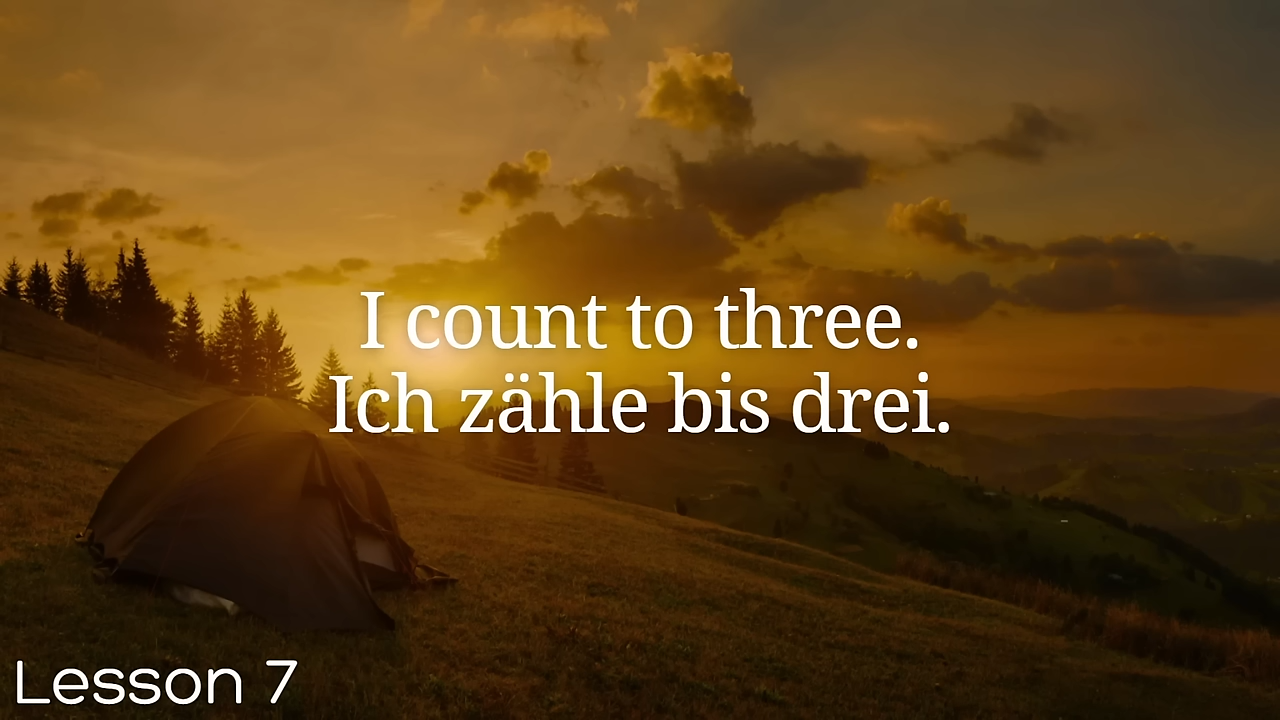 I count to three.
Ich zähle bis drei.
Lesson 7